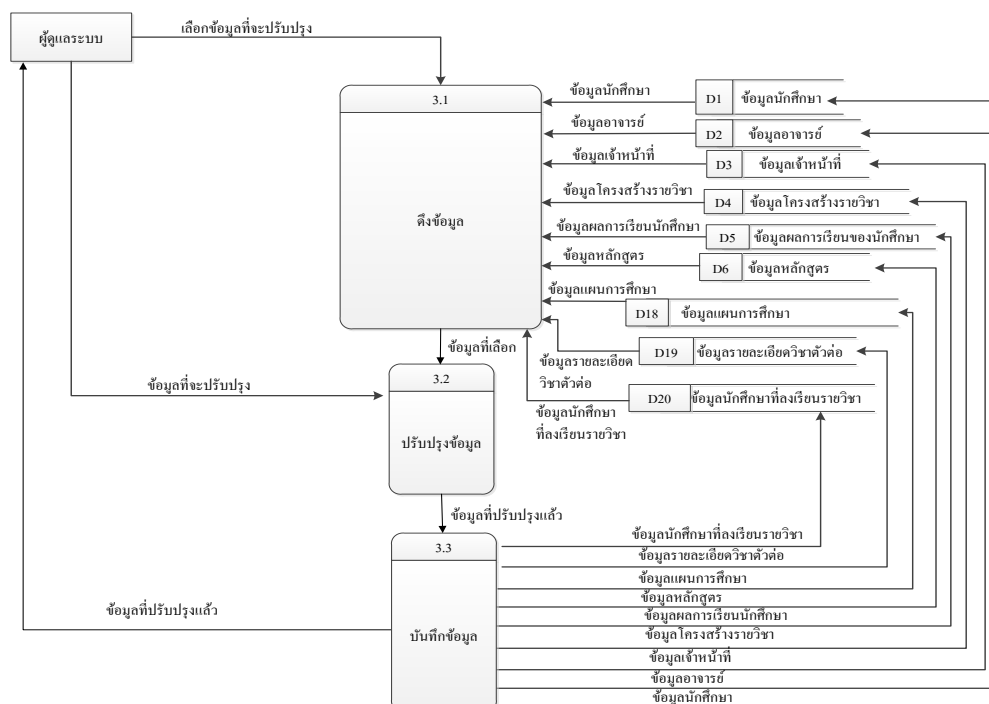 ผู้ดูแลระบบ
เลือกข้อมูลที่จะปรับปรุง
3.1
ดึงข้อมูล
ข้อมูลนักศึกษา
D1
ข้อมูลนักศึกษา
ข้อมูลอาจารย์
D2
ข้อมูลอาจารย์
ข้อมูลเจ้าหน้าที่
D3
ข้อมูลเจ้าหน้าที่
ข้อมูลโครงสร้างรายวิชา
D4
ข้อมูลโครงสร้างรายวิชา
ข้อมูลผลการเรียนนักศึกษา
D5
ข้อมูลผลการเรียนของนักศึกษา
ข้อมูลหลักสูตร
D6
ข้อมูลหลักสูตร
ข้อมูลแผนการศึกษา
D18
ข้อมูลแผนการศึกษา
ข้อมูลที่เลือก
ข้อมูลรายละเอียด
วิชาตัวต่อ
D19
ข้อมูลรายละเอียดวิชาตัวต่อ
ข้อมูลนักศึกษา
ที่ลงเรียนรายวิชา
D20
ข้อมูลนักศึกษาที่ลงเรียนรายวิชา
ข้อมูลที่จะปรับปรุง
3.2
ปรับปรุงข้อมูล
ข้อมูลที่ปรับปรุงแล้ว
3.3
บันทึกข้อมูล
ข้อมูลที่ปรับปรุงแล้ว
ข้อมูลนักศึกษาที่ลงเรียนรายวิชา
ข้อมูลรายละเอียดวิชาตัวต่อ
ข้อมูลแผนการศึกษา
ข้อมูลหลักสูตร
ข้อมูลผลการเรียนนักศึกษา
ข้อมูลโครงสร้างรายวิชา
ข้อมูลเจ้าหน้าที่
ข้อมูลอาจารย์
ข้อมูลนักศึกษา